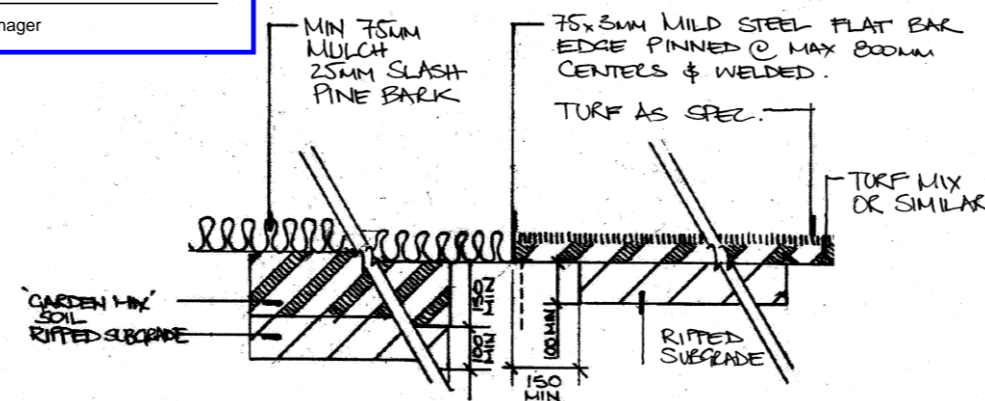 nager
MIN 75MM
MULCH
25MM SLASH
PINE BARK
75x3MM MILD STEEL FLAT BAR
EDGE PINNED @ MAX 800MM
CENTERS & WELDED.
TURF AS SPEC.
TURF MIX
OR SIMILAR
'GARDEN MIX'
SOIL
RIPPED SUBGRADE
150
MIN
100
MIN
100 MIN
150
MIN.
RIPPED
SUBGRADE